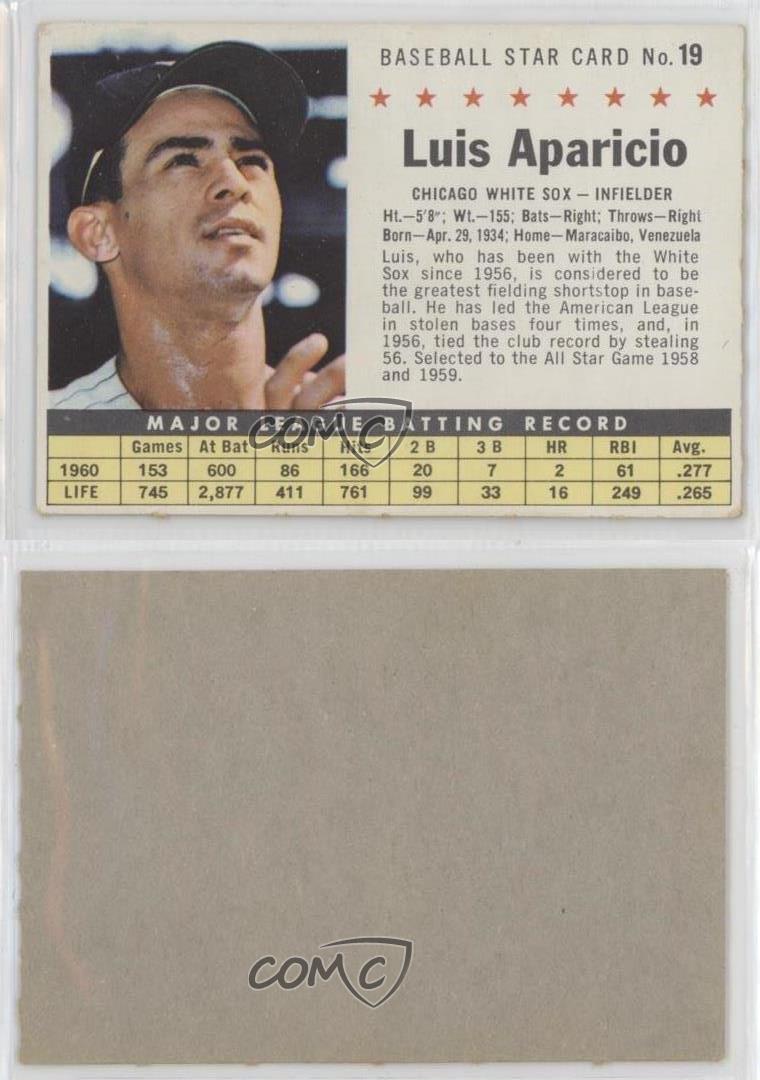 BASEBALL STAR CARD No. 19
Luis Aparicio
CHICAGO WHITE SOX — INFIELDER
Ht.—5'8"; Wt.—155; Bats—Right; Throws—Right
Born—Apr. 29, 1934; Home—Maracaibo, Venezuela
Luis, who has been with the White
Sox since 1956, is considered to be
the greatest fielding shortstop in base-
ball. He has led the American League
in stolen bases four times, and, in
1956, tied the club record by stealing
56. Selected to the All Star Game 1958
and 1959.
MAJOR LEAGUE BATTING RECORD
Games At Bat Runs Hits 2 B 3 B HR RBI Avg.
1960 153 600 86 166 20 7 2 61 .277
LIFE 745 2,877 411 761 99 33 16 249 .265
COMC
COMC